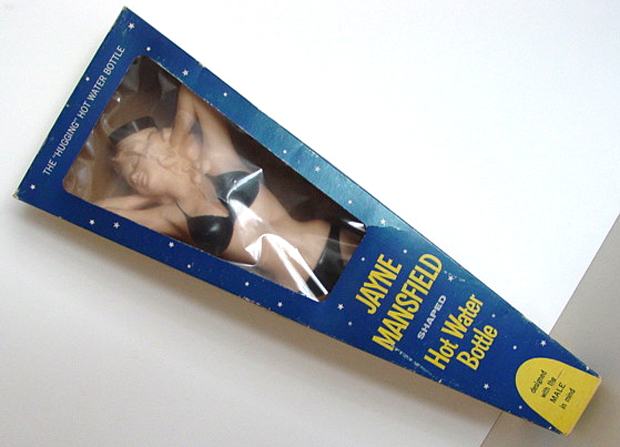 THE "HUGGING" HOT WATER BOTTLE
JAYNE
MANSFIELD
SHAPED
Hot Water
Bottle
designed
with the
MALE
in mind